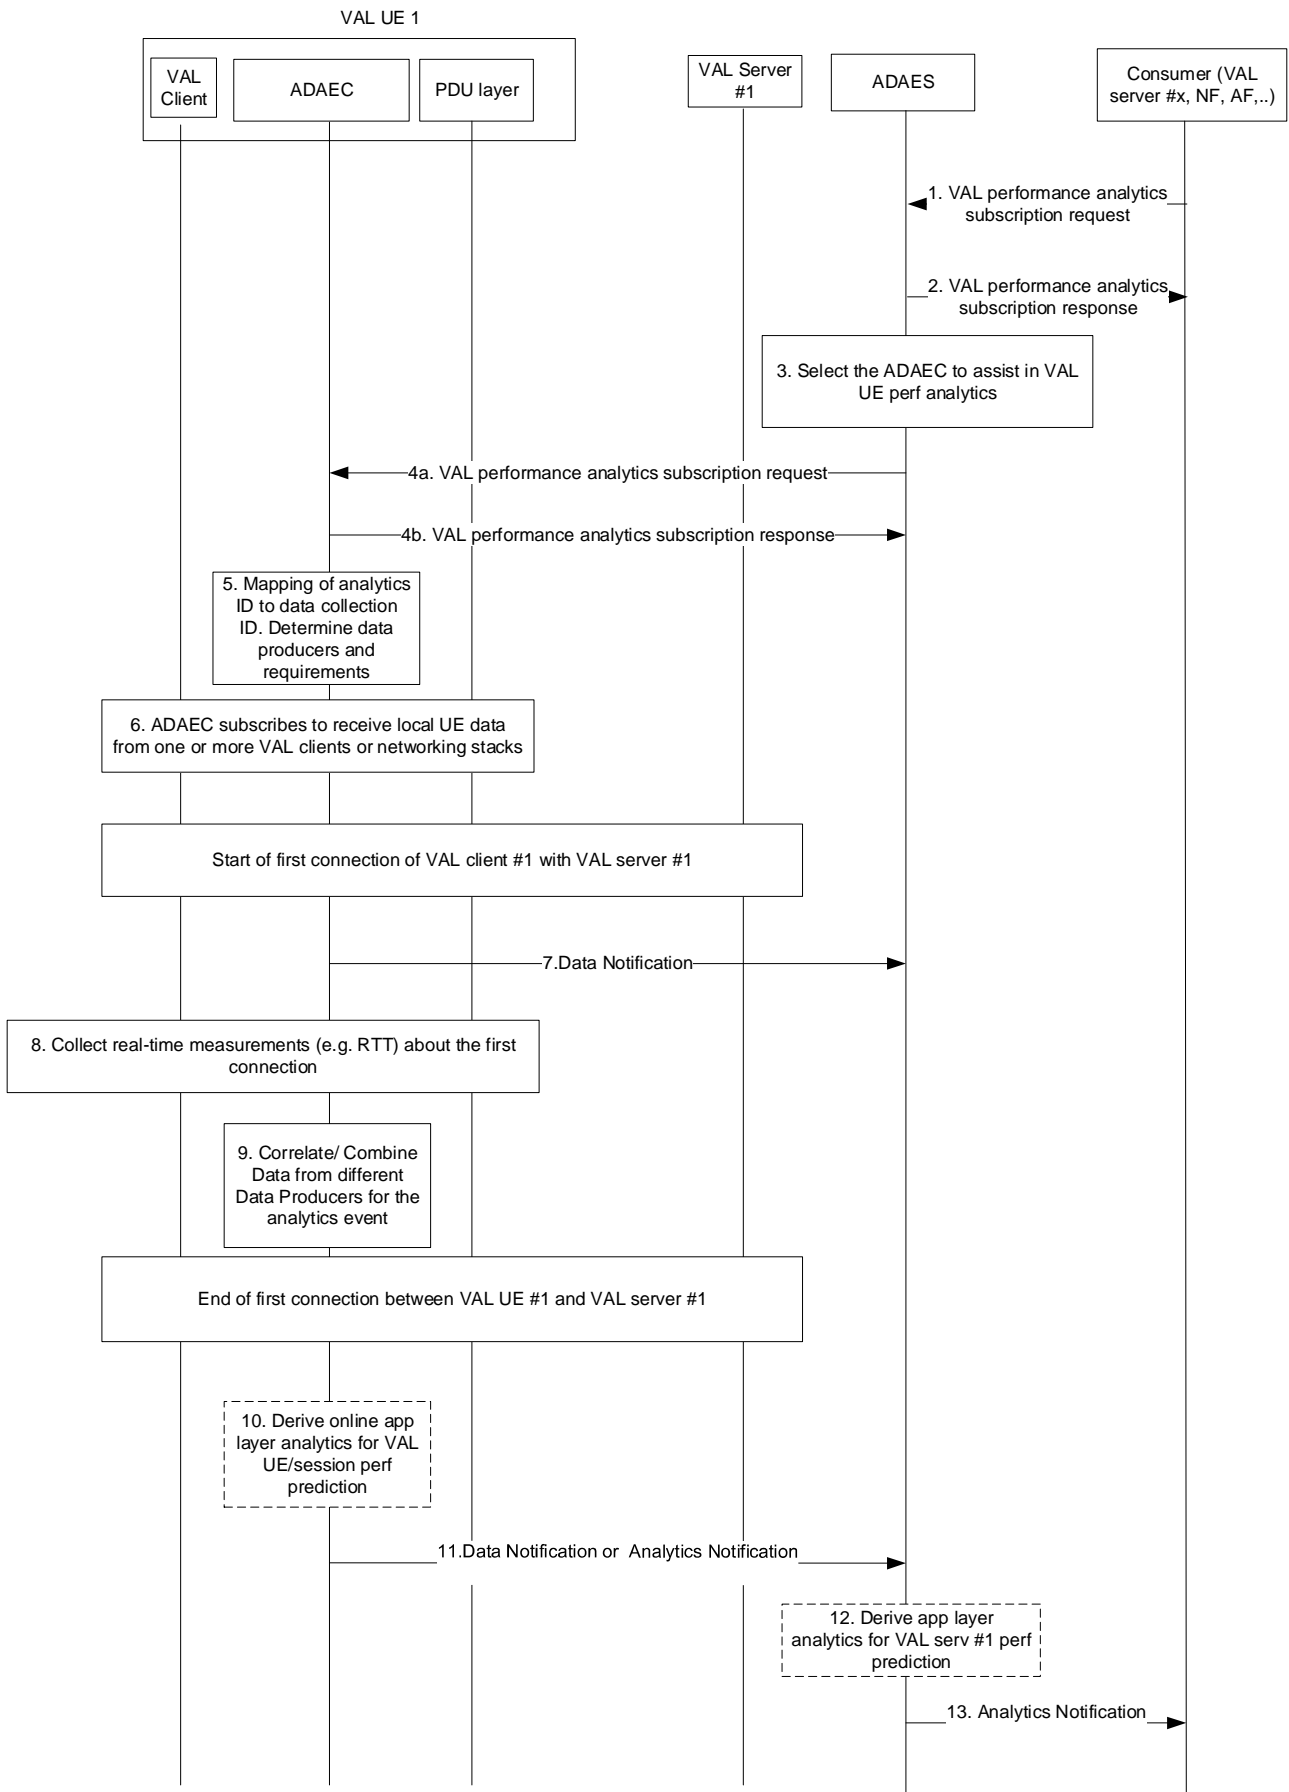 VAL UE 1
VAL
Client
ADAEC
PDU layer
VAL Server
#1
ADAES
Consumer (VAL
server #x, NF, AF,..)
1. VAL performance analytics
subscription request
2. VAL performance analytics
subscription response
3. Select the ADAEC to assist in VAL
UE perf analytics
4a. VAL performance analytics subscription request
4b. VAL performance analytics subscription response
5. Mapping of analytics
ID to data collection
ID. Determine data
producers and
requirements
6. ADAEC subscribes to receive local UE data
from one or more VAL clients or networking stacks
Start of first connection of VAL client #1 with VAL server #1
7.Data Notification
8. Collect real-time measurements (e.g. RTT) about the first
connection
9. Correlate/ Combine
Data from different
Data Producers for the
analytics event
End of first connection between VAL UE #1 and VAL server #1
10. Derive online app
layer analytics for VAL
UE/session perf
prediction
11.Data Notification or  Analytics Notification
12. Derive app layer
analytics for VAL serv #1 perf
prediction
13. Analytics Notification